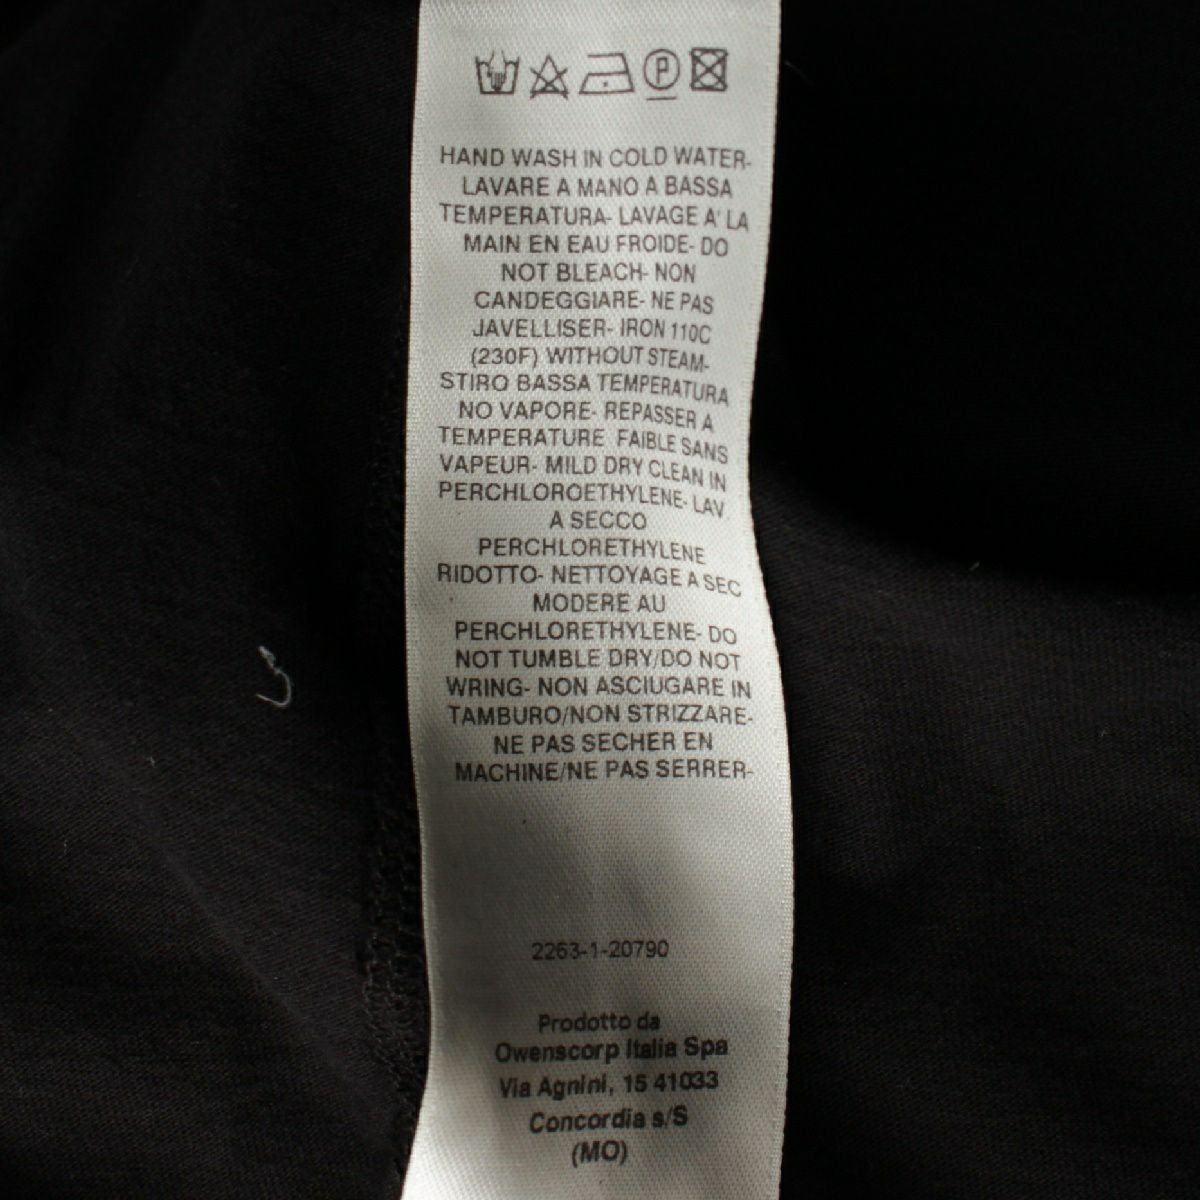 P
HAND WASH IN COLD WATER-
LAVARE A MANO A BASSA
TEMPERATURA- LAVAGE A' LA
MAIN EN EAU FROIDE- DO
NOT BLEACH- NON
CANDEGGIARE- NE PAS
JAVELLISER- IRON 110C
(230F) WITHOUT STEAM-
STIRO BASSA TEMPERATURA
NO VAPORE- REPASSER A
TEMPERATURE FAIBLE SANS
VAPEUR- MILD DRY CLEAN IN
PERCHLOROETHYLENE- LAV
A SECCO
PERCHLORETHYLENE
RIDOTTO- NETTOYAGE A SEC
MODERE AU
PERCHLORETHYLENE- DO
NOT TUMBLE DRY/DO NOT
WRING- NON ASCIUGARE IN
TAMBURO/NON STRIZZARE-
NE PAS SECHER EN
MACHINE/NE PAS SERRER-
2263-1-20790
Prodotto da
Owenscorp Italia Spa
Via Agnini, 15 41033
Concordia s/S
(MO)